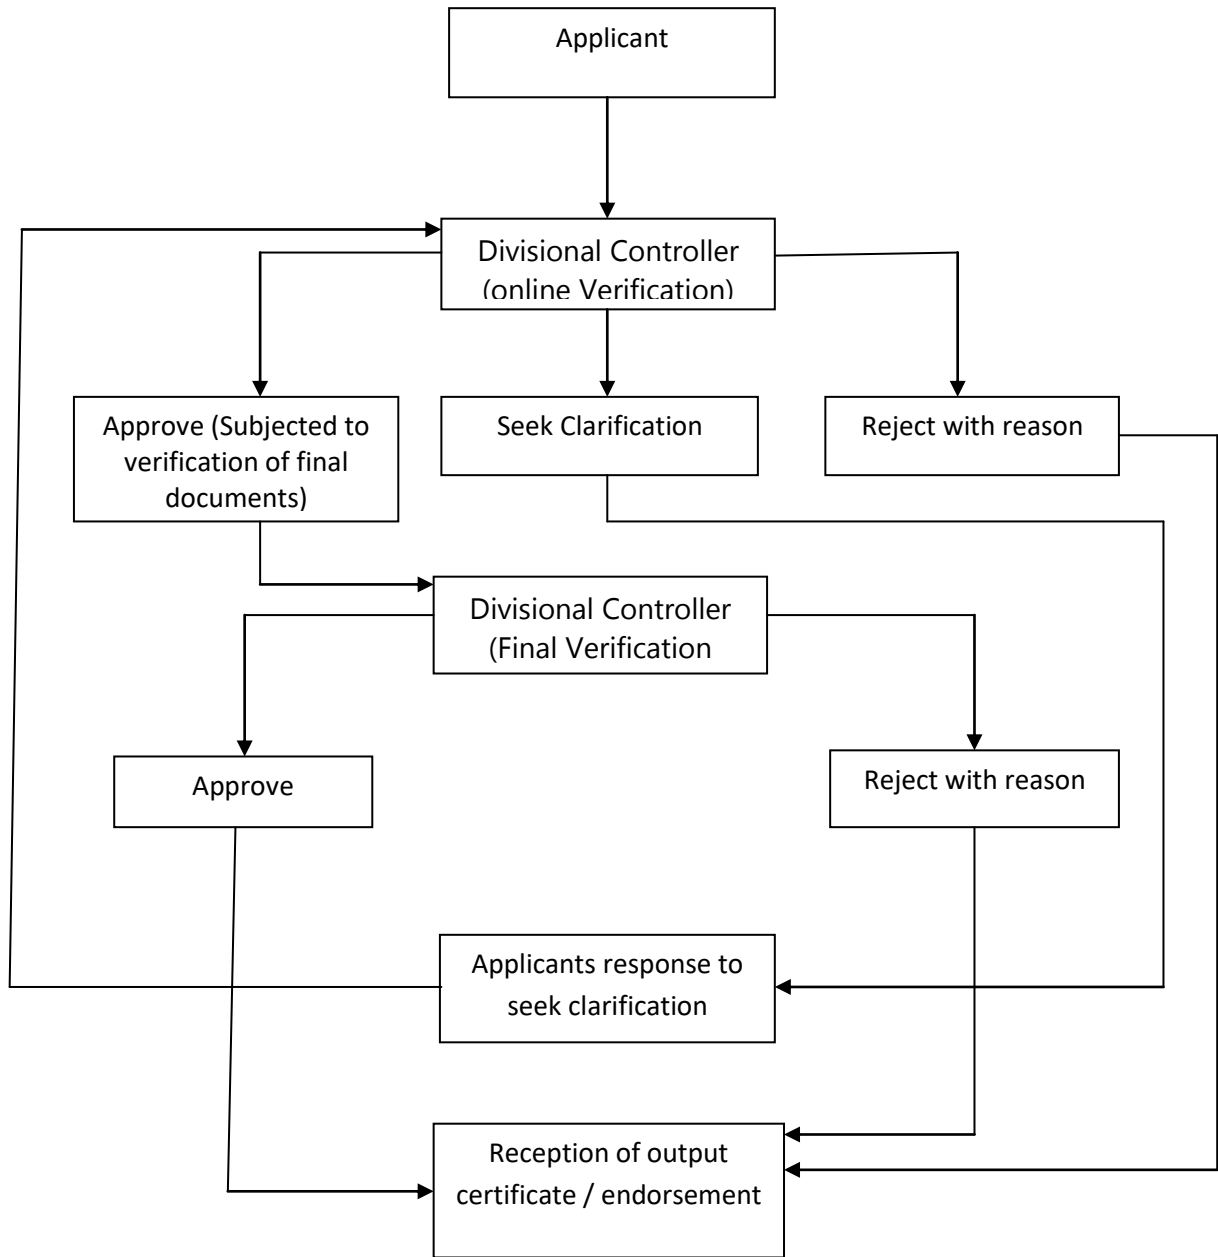 Applicant
Divisional Controller
(online Verification)
Approve (Subjected to
verification of final
documents)
Seek Clarification
Reject with reason
Divisional Controller
(Final Verification
Approve
Reject with reason
Applicants response to
seek clarification
Reception of output
certificate / endorsement